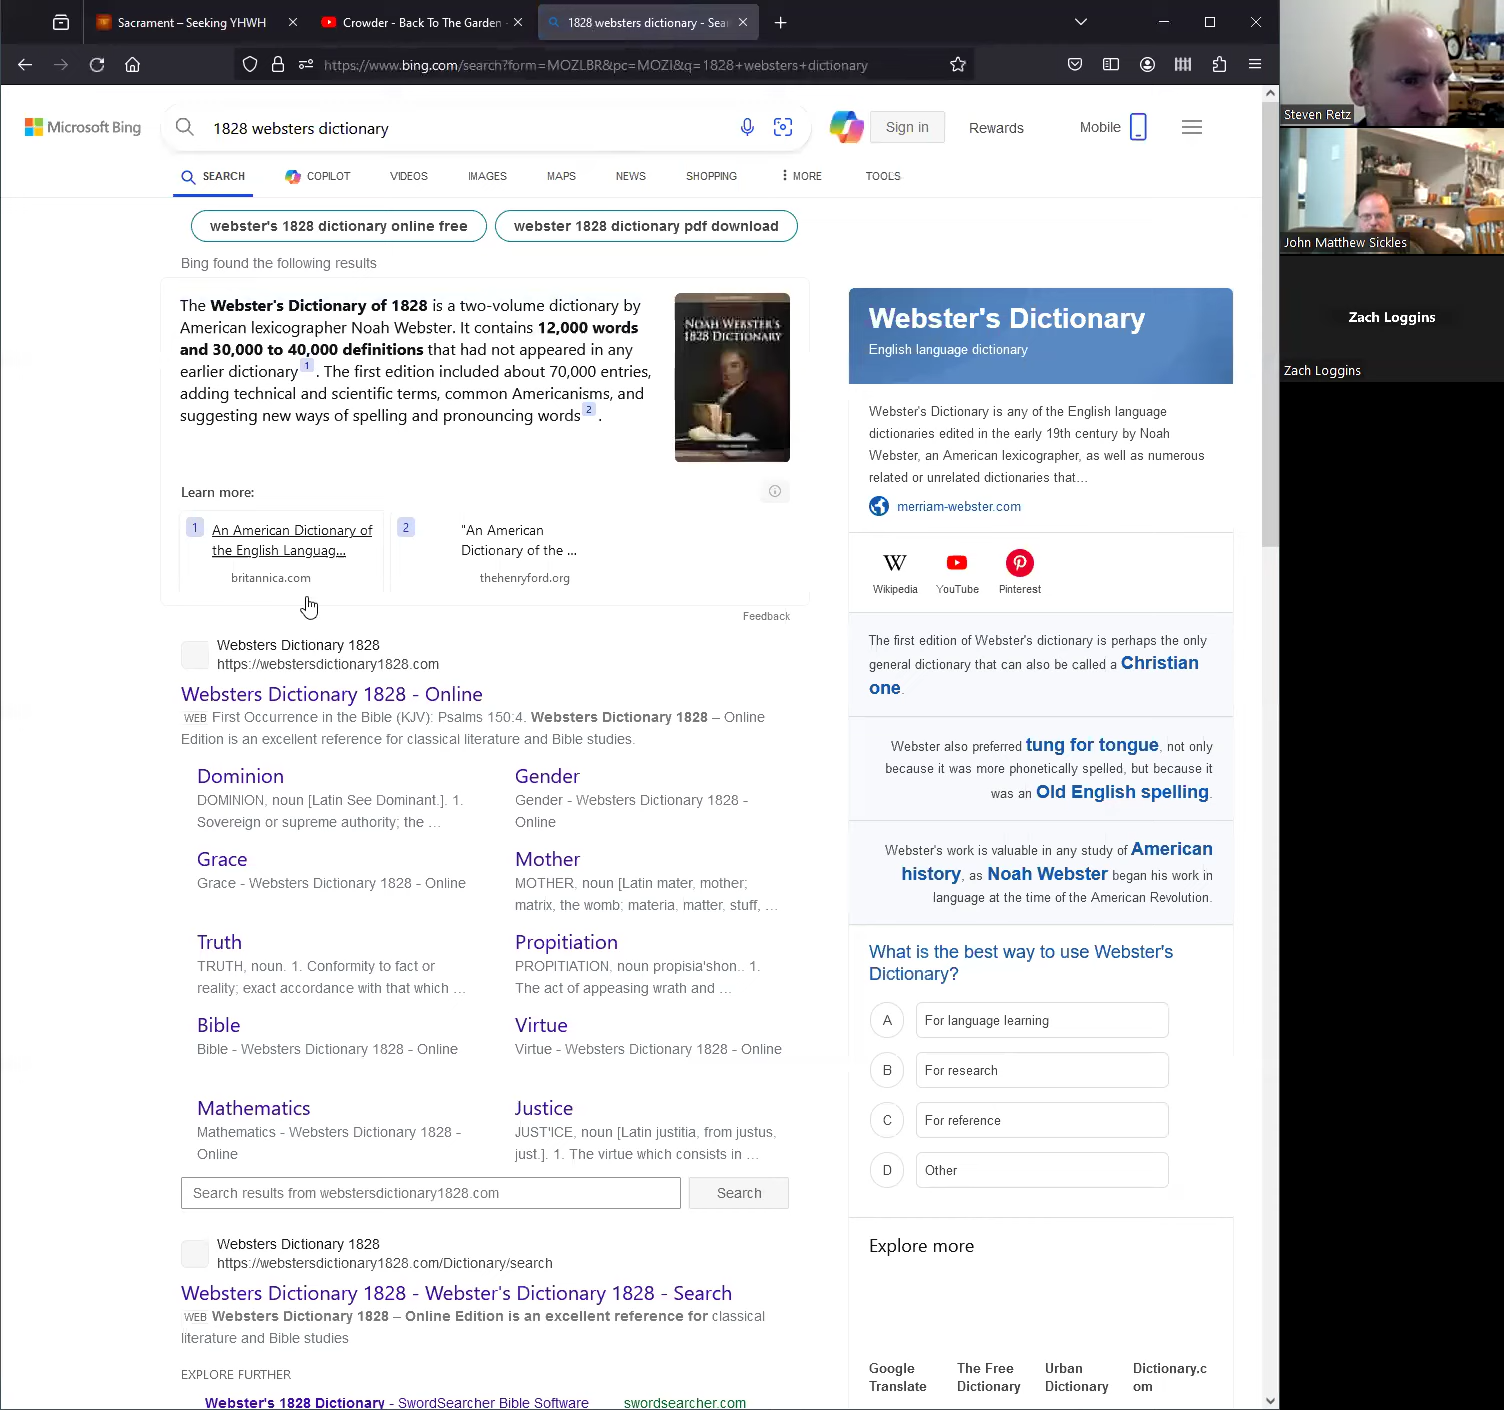 Sacrament – Seeking YHWH
Crowder - Back To The Garden
1828 websters dictionary - Sea
https://www.bing.com/search?form=MOZLBR&pc=MOZI&q=1828+websters+dictionary
Microsoft Bing
1828 websters dictionary
Sign in
Rewards
Mobile
SEARCH
COPILOT
VIDEOS
IMAGES
MAPS
NEWS
SHOPPING
MORE
TOOLS
webster's 1828 dictionary online free
webster 1828 dictionary pdf download
Bing found the following results
The Webster's Dictionary of 1828 is a two-volume dictionary by
American lexicographer Noah Webster. It contains 12,000 words
and 30,000 to 40,000 definitions that had not appeared in any
earlier dictionary 1 . The first edition included about 70,000 entries,
adding technical and scientific terms, common Americanisms, and
suggesting new ways of spelling and pronouncing words 2 .
NOAH WEBSTER'S
1828 DICTIONARY
Learn more:
1
An American Dictionary of
the English Languag...
britannica.com
2
"An American
Dictionary of the ...
thehenryford.org
Feedback
Websters Dictionary 1828
https://webstersdictionary1828.com
Websters Dictionary 1828 - Online
WEB First Occurrence in the Bible (KJV): Psalms 150:4. Websters Dictionary 1828 – Online
Edition is an excellent reference for classical literature and Bible studies.
Dominion
DOMINION, noun [Latin See Dominant.]. 1.
Sovereign or supreme authority; the ...
Gender
Gender - Websters Dictionary 1828 -
Online
Grace
Grace - Websters Dictionary 1828 - Online
Mother
MOTHER, noun [Latin mater, mother;
matrix, the womb; materia, matter, stuff, ...
Truth
TRUTH, noun. 1. Conformity to fact or
reality; exact accordance with that which ...
Propitiation
PROPITIATION, noun propisia'shon.. 1.
The act of appeasing wrath and ...
Bible
Bible - Websters Dictionary 1828 - Online
Virtue
Virtue - Websters Dictionary 1828 - Online
Mathematics
Mathematics - Websters Dictionary 1828 -
Online
Justice
JUST'ICE, noun [Latin justitia, from justus,
just.]. 1. The virtue which consists in ...
Search results from webstersdictionary1828.com
Search
Websters Dictionary 1828
https://webstersdictionary1828.com/Dictionary/search
Websters Dictionary 1828 - Webster's Dictionary 1828 - Search
WEB Websters Dictionary 1828 – Online Edition is an excellent reference for classical
literature and Bible studies
EXPLORE FURTHER
Webster's 1828 Dictionary - SwordSearcher Bible Software
swordsearcher.com
Webster's Dictionary
English language dictionary
Webster's Dictionary is any of the English language
dictionaries edited in the early 19th century by Noah
Webster, an American lexicographer, as well as numerous
related or unrelated dictionaries that...
merriam-webster.com
W
Wikipedia
YouTube
Pinterest
The first edition of Webster's dictionary is perhaps the only
general dictionary that can also be called a Christian
one.
Webster also preferred tung for tongue, not only
because it was more phonetically spelled, but because it
was an Old English spelling.
Webster's work is valuable in any study of American
history, as Noah Webster began his work in
language at the time of the American Revolution.
What is the best way to use Webster's
Dictionary?
A
For language learning
B
For research
C
For reference
D
Other
Explore more
Google
Translate
The Free
Dictionary
Urban
Dictionary
Dictionary.c
om
Steven Retz
John Matthew Sickles
Zach Loggins
Zach Loggins